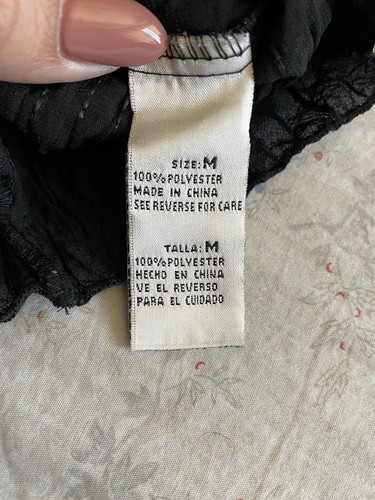 SIZE: M
100% POLYESTER
MADE IN CHINA
SEE REVERSE FOR CARE
TALLA: M
100% POLYESTER
HECHO EN CHINA
VE EL REVERSO
PARA EL CUIDADO